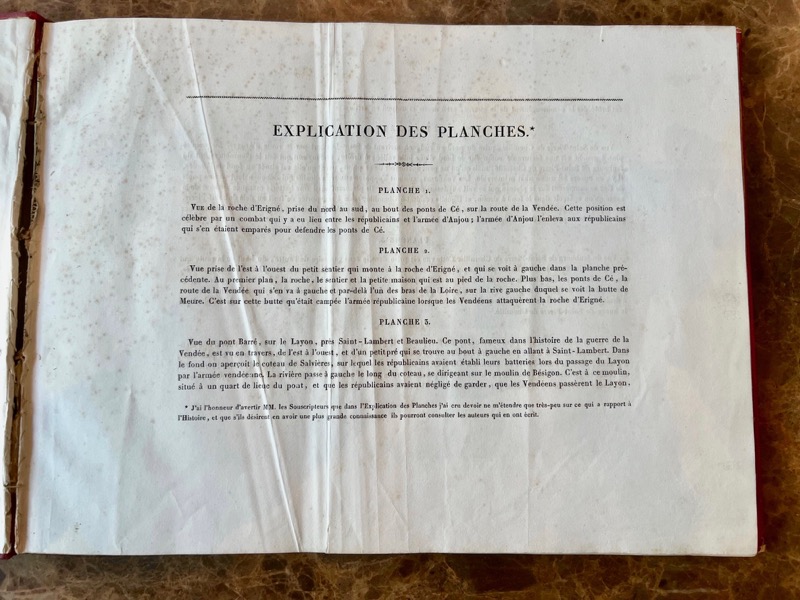 EXPLICATION DES PLANCHES.*
PLANCHE 1.
VUE de la roche d'Erigné, prise du nord au sud, au bout des ponts de Cé, sur la route de la Vendée. Cette position est
célèbre par un combat qui y a eu lieu entre les républicains et l'armée d'Anjou; l'armée d'Anjou l'enleva aux républicains
qui s'en étaient emparés pour defendre les ponts de Cé.
PLANCHE 2.
Vue prise de l'est à l'ouest du petit sentier qui monte à la roche d'Erigné, et qui se voit à gauche dans la planche pré-
cédente. Au premier plan, la roche, le sentier et la petite maison qui est au pied de la roche. Plus bas, les ponts de Cé, la
route de la Vendée qui s'en va à gauche et par-delà l'un des bras de la Loire, sur la rive gauche duquel se voit la butte de
Meure. C'est sur cette butte qu'était campée l'armée républicaine lorsque les Vendéens attaquèrent la roche d'Erigné.
PLANCHE 3.
Vue du pont Barré, sur le Layon, près Saint-Lambert et Beaulieu. Ce pont, fameux dans l'histoire de la guerre de la
Vendée, est vu en travers, de l'est à l'ouest, et d'un petit pré qui se trouve au bout à gauche en allant à Saint-Lambert. Dans
le fond on aperçoit le coteau de Salvières, sur lequel les républicains avaient établi leurs batteries lors du passage du Layon
par l'armée vendéenne. La rivière passe à gauche le long du coteau, se dirigeant sur le moulin de Bésigon. C'est à ce moulin,
situé à un quart de lieue du pont, et que les républicains avaient négligé de garder, que les Vendéens passèrent le Layon.
* J'ai l'honneur d'avertir MM. les Souscripteurs que dans l'Explication des Planches j'ai cru devoir ne m'étendre que très-peu sur ce qui a rapport à
l'Histoire, et que s'ils désirent en avoir une plus grande connaissance ils pourront consulter les auteurs qui en ont écrit.